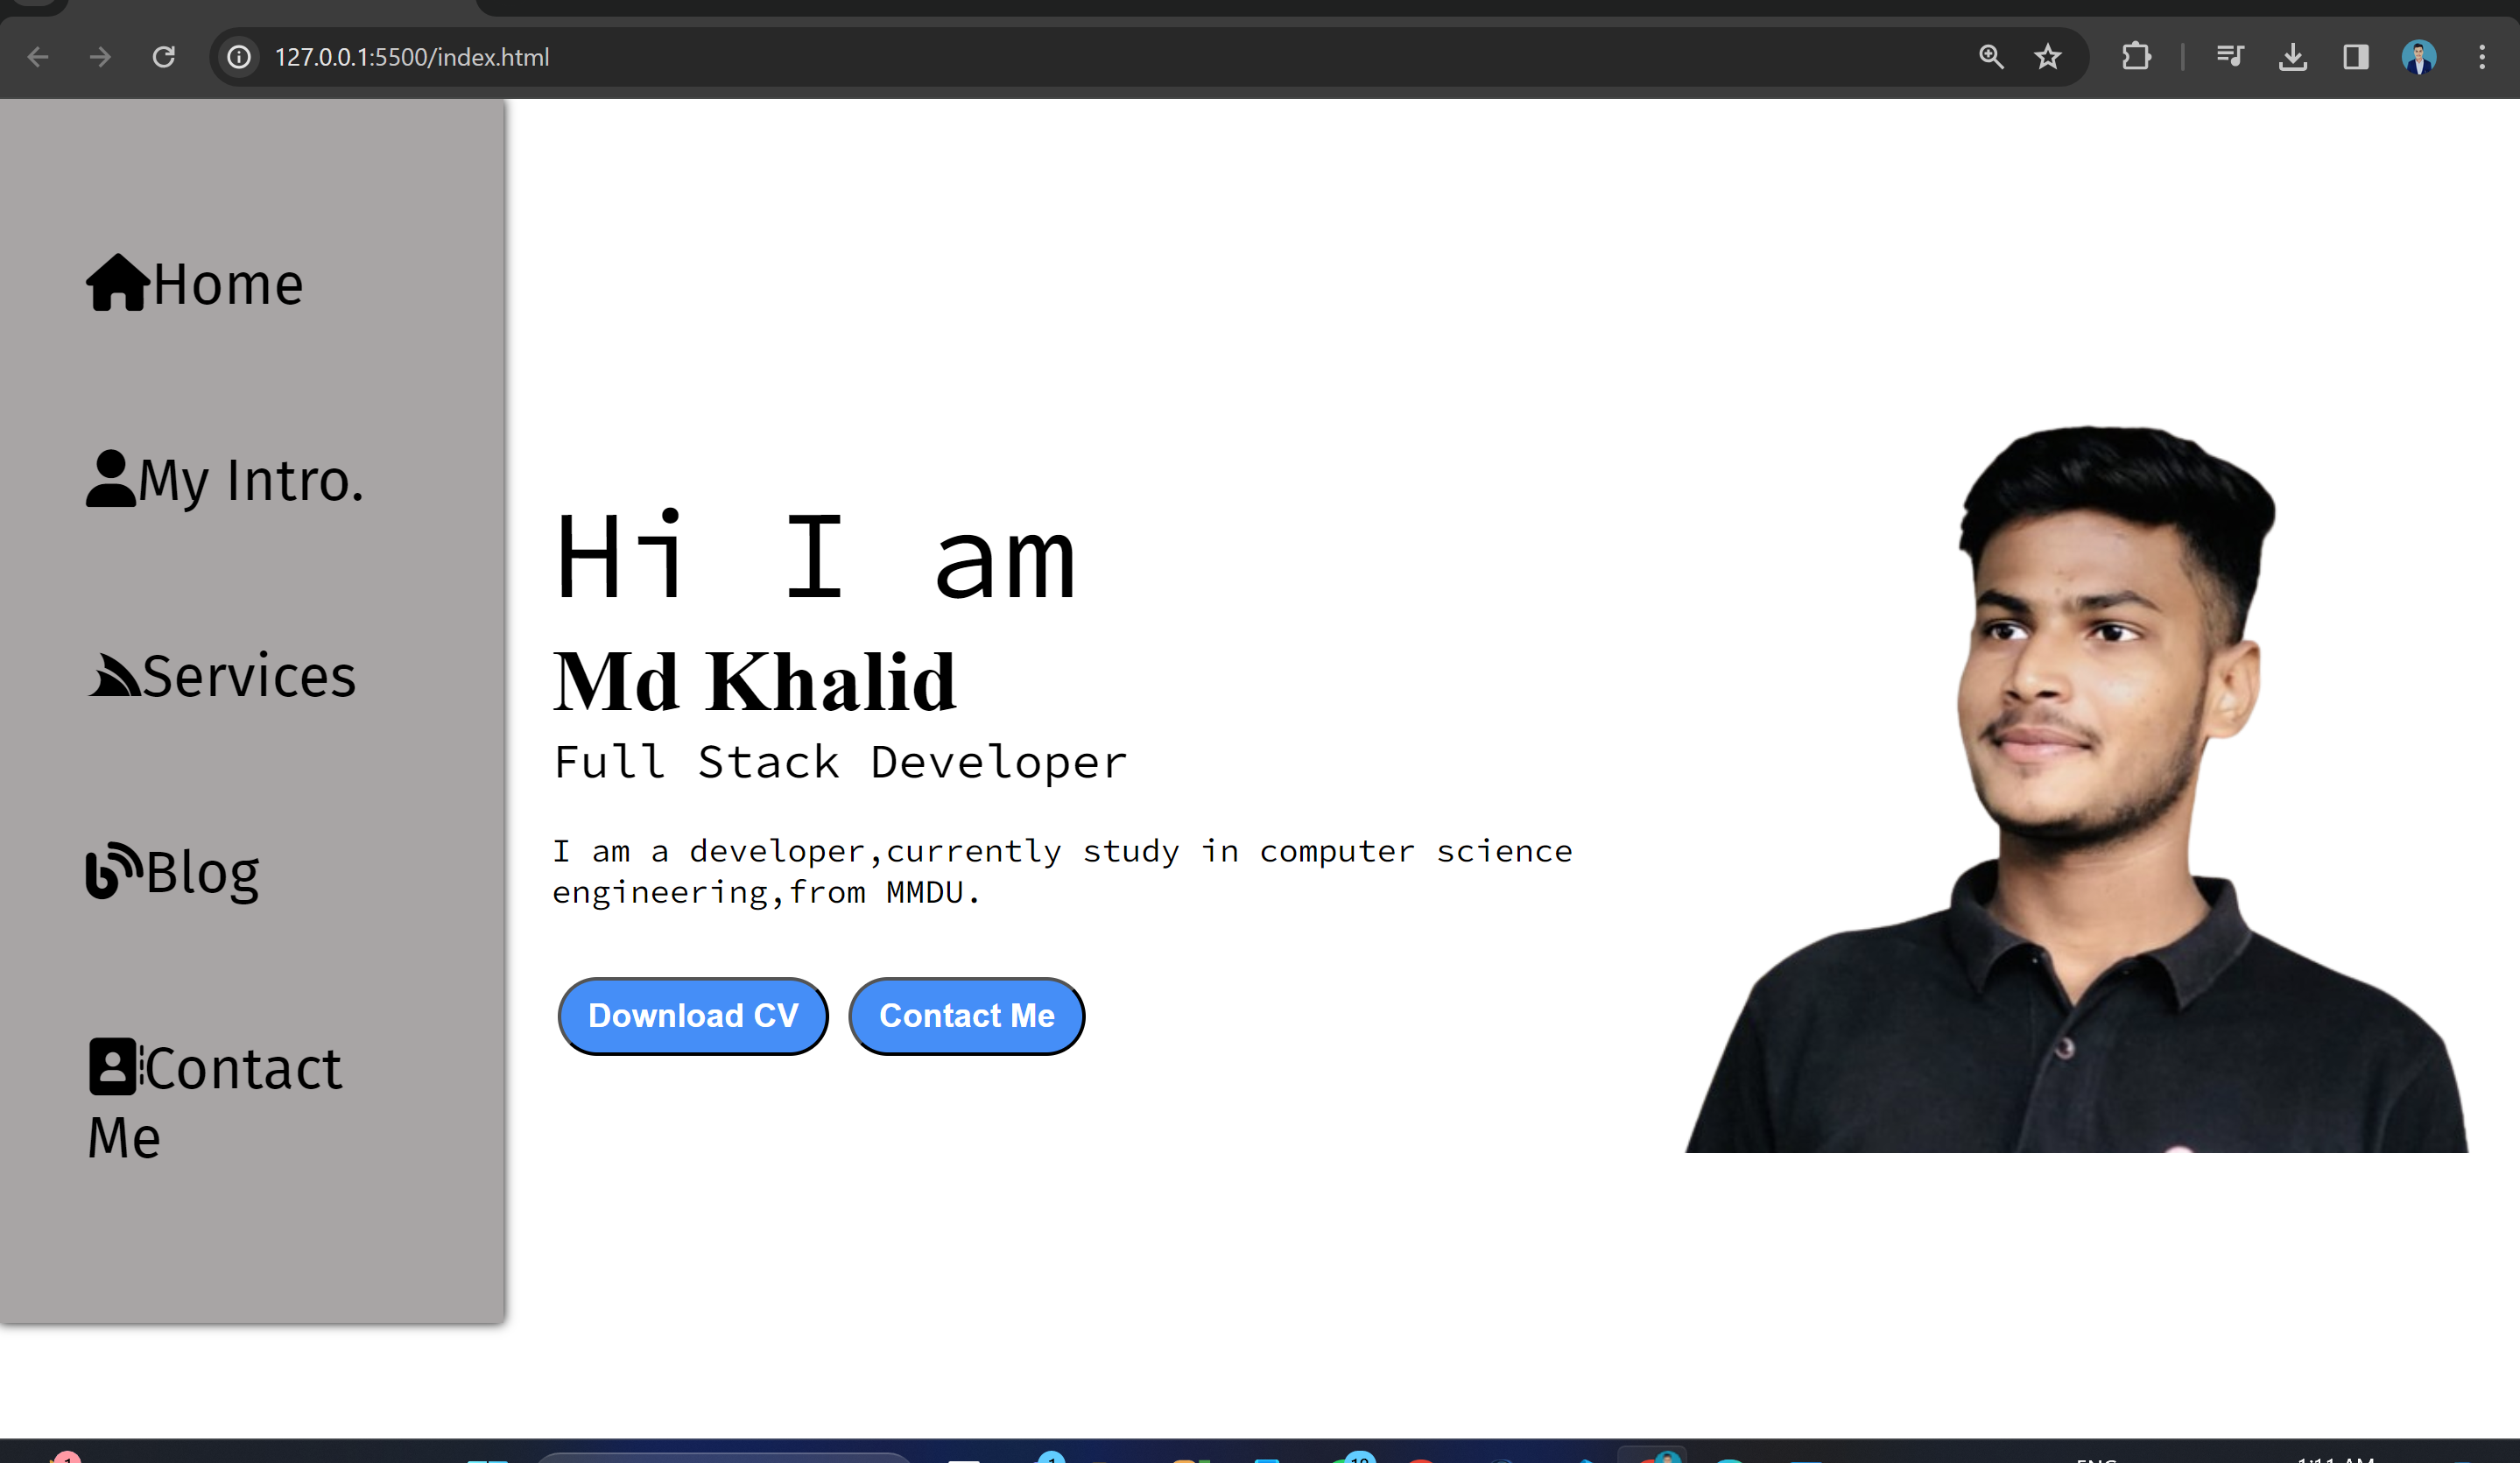 127.0.0.1:5500/index.html
Home
My Intro.
Services
Blog
Contact
Me
Hi I am
Md Khalid
Full Stack Developer
I am a developer,currently study in computer science
engineering,from MMDU.
Download CV Contact Me